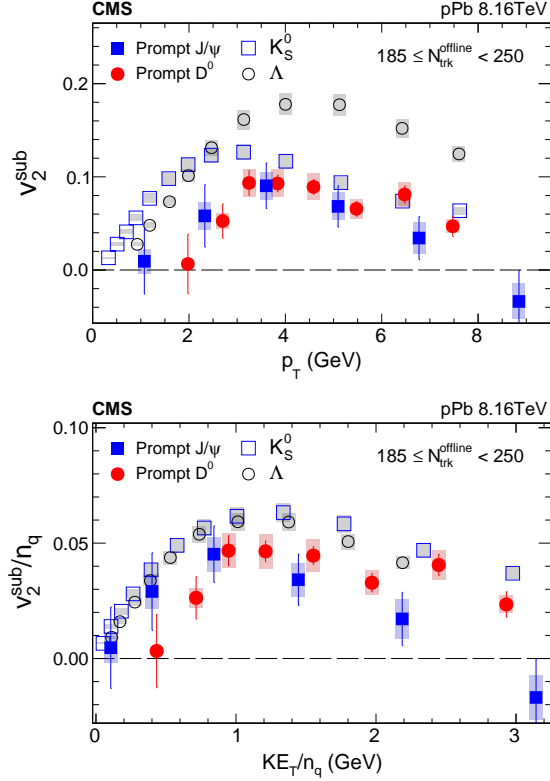 CMS pPb 8.16TeV
Prompt J/ψ K⁰_S 185 ≤ N^offline_trk < 250
Prompt D⁰ Λ
0.2
0.1
0.0
v₂^sub
0 2 4 6 8
p_T (GeV)
CMS pPb 8.16TeV
0.10
Prompt J/ψ K⁰_S 185 ≤ N^offline_trk < 250
Prompt D⁰ Λ
0.05
0.00
v₂^sub/n_q
0 1 2 3
KE_T/n_q (GeV)